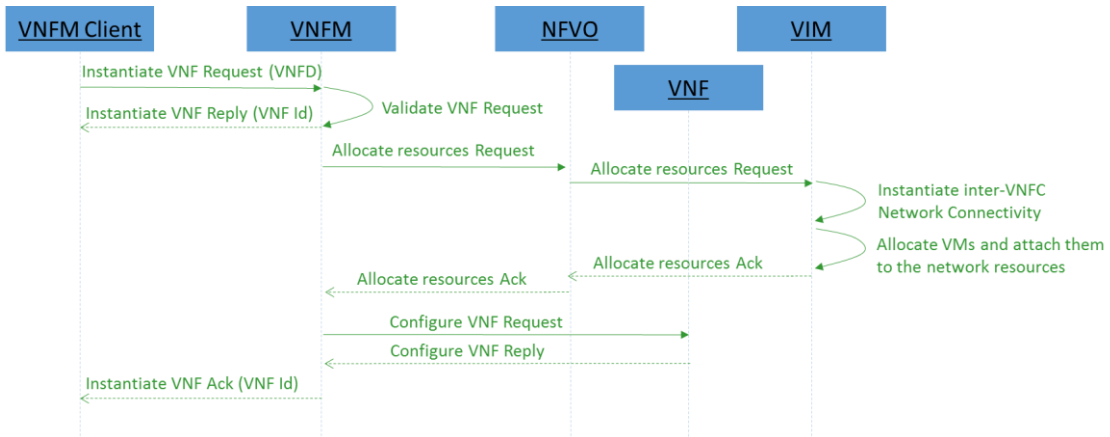 VNFM Client
VNFM
NFVO
VIM
VNF
Instantiate VNF Request (VNFD)
Validate VNF Request
Instantiate VNF Reply (VNF Id)
Allocate resources Request
Allocate resources Request
Instantiate inter-VNFC
Network Connectivity
Allocate VMs and attach them
to the network resources
Allocate resources Ack
Allocate resources Ack
Configure VNF Request
Configure VNF Reply
Instantiate VNF Ack (VNF Id)